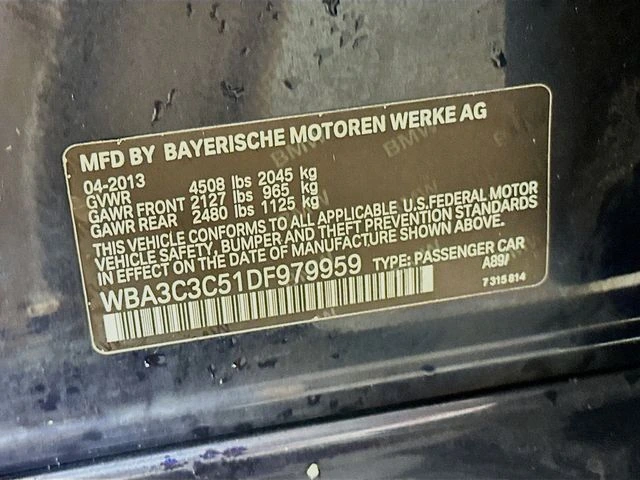 MFD BY BAYERISCHE MOTOREN WERKE AG
04-2013
GVWR 4508 lbs 2045 kg
GAWR FRONT 2127 lbs 965 kg
GAWR REAR 2480 lbs 1125 kg
THIS VEHICLE CONFORMS TO ALL APPLICABLE U.S.FEDERAL MOTOR
VEHICLE SAFETY, BUMPER AND THEFT PREVENTION STANDARDS
IN EFFECT ON THE DATE OF MANUFACTURE SHOWN ABOVE.
WBA3C3C51DF979959 TYPE: PASSENGER CAR
A89/
7 315 814